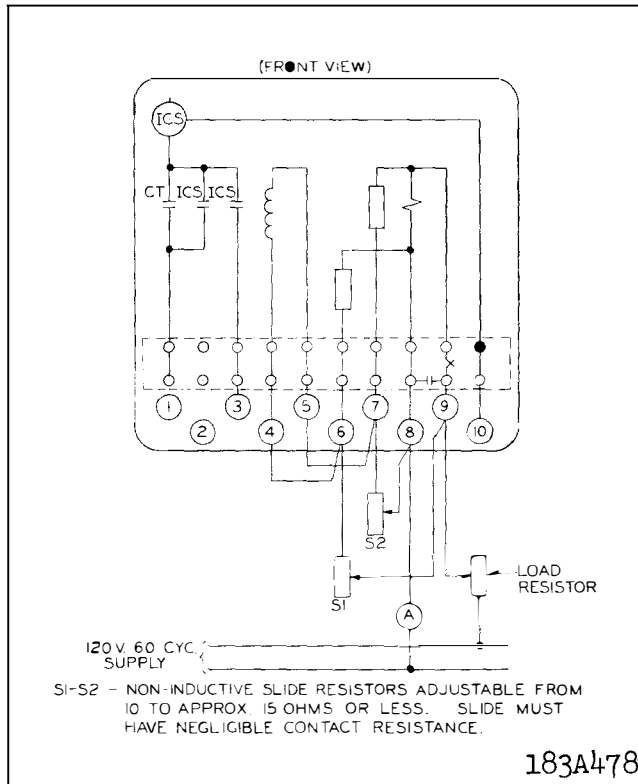 (FRONT VIEW)
ICS
CT ICS ICS
1 2 3 4 5 6 7 8 9 10
S2
S1
LOAD
RESISTOR
A
120 V. 60 CYC.
SUPPLY
S1-S2 - NON-INDUCTIVE SLIDE RESISTORS ADJUSTABLE FROM
10 TO APPROX. 15 OHMS OR LESS. SLIDE MUST
HAVE NEGLIGIBLE CONTACT RESISTANCE.
183A478